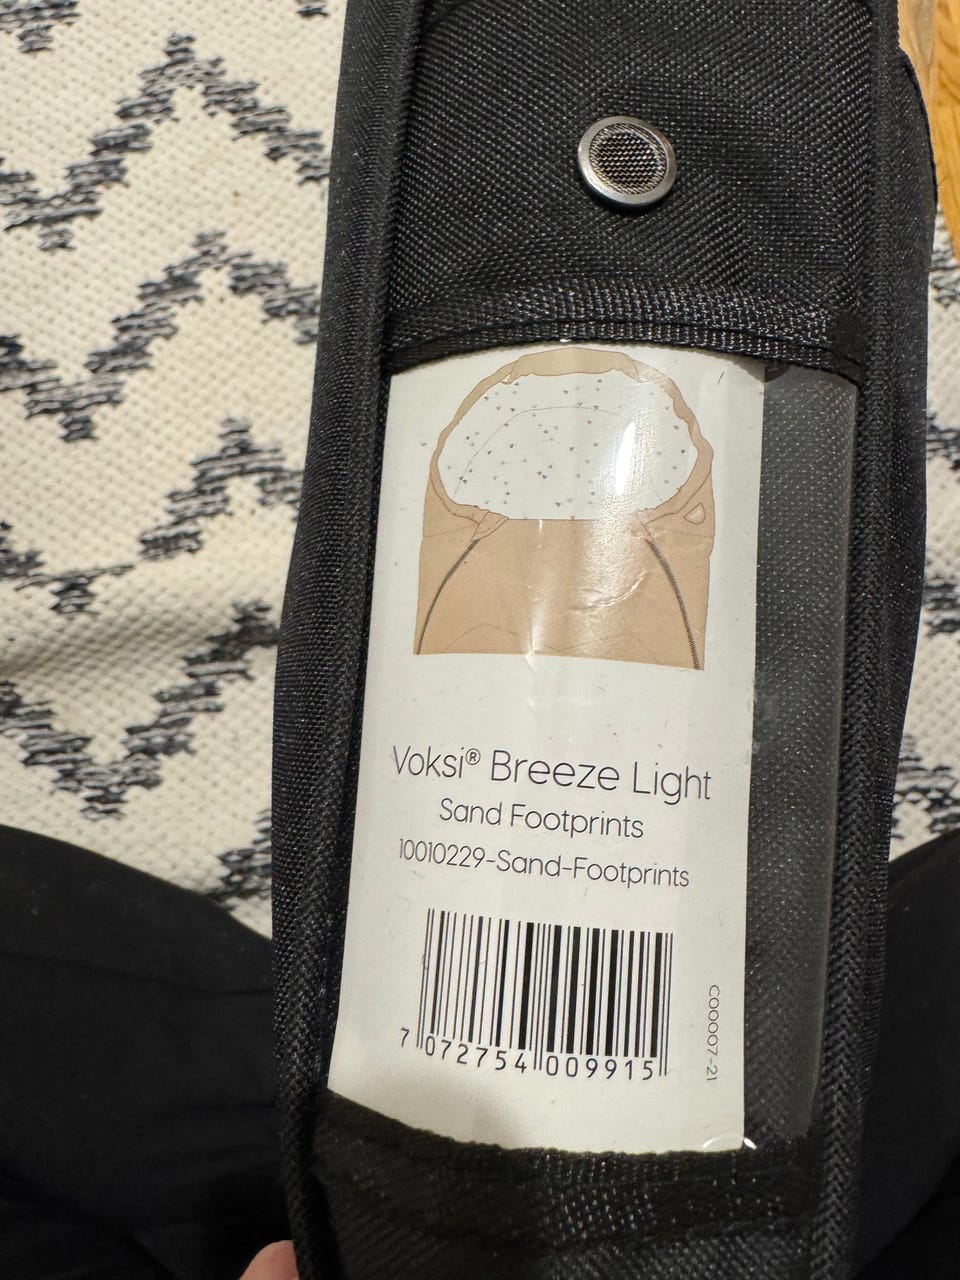 Voksi® Breeze Light
Sand Footprints
10010229-Sand-Footprints
7 072754 009915
C00007-21